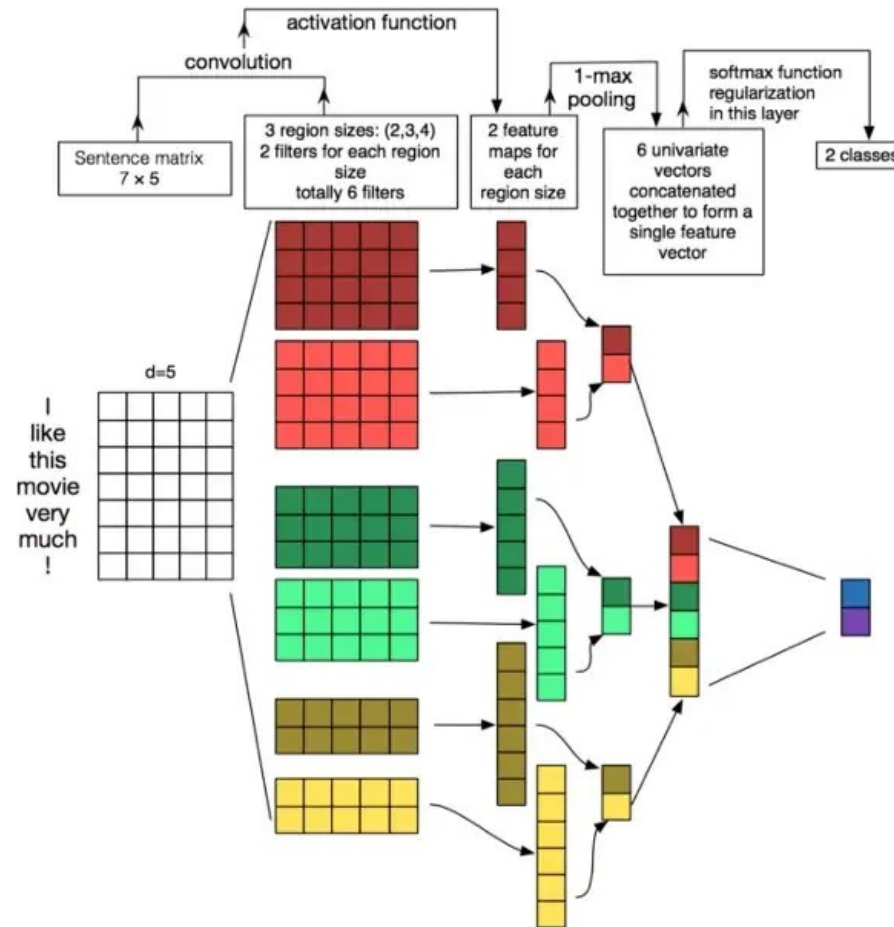 activation function
convolution
1-max
pooling
softmax function
regularization
in this layer
Sentence matrix
7 × 5
3 region sizes: (2,3,4)
2 filters for each region
size
totally 6 filters
2 feature
maps for
each
region size
6 univariate
vectors
concatenated
together to form a
single feature
vector
2 classes
d=5
I
like
this
movie
very
much
!